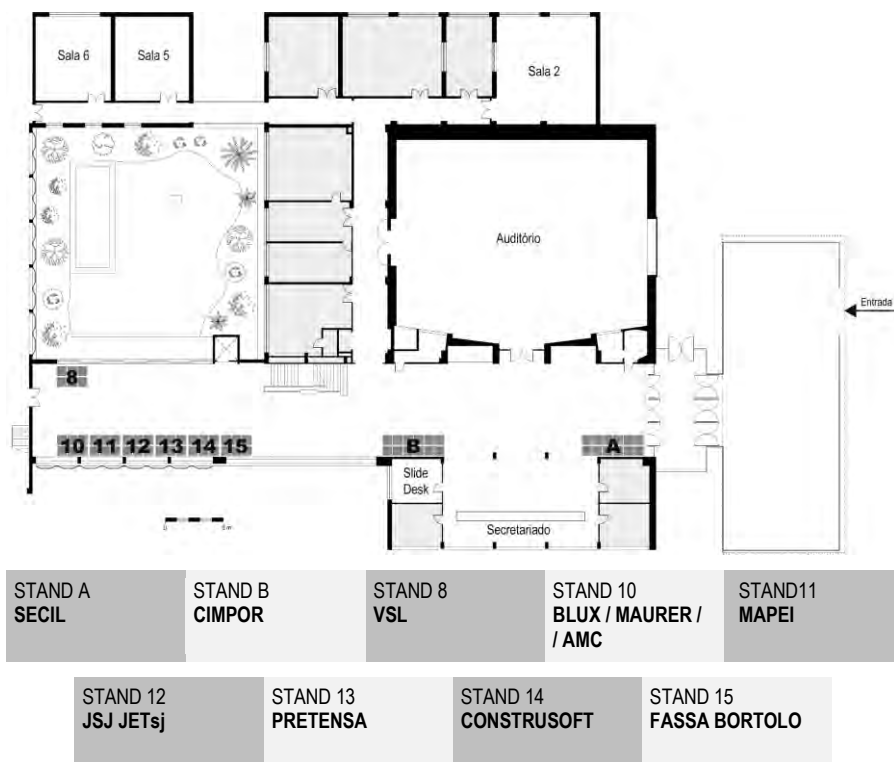 Sala 6
Sala 5
Sala 2
Auditório
Entrada
8
10 11 12 13 14 15
B
A
Slide
Desk
Secretariado
0
STAND A
SECIL
STAND B
CIMPOR
STAND 8
VSL
STAND 10
BLUX / MAURER /
/ AMC
STAND11
MAPEI
STAND 12
JSJ JETsj
STAND 13
PRETENSA
STAND 14
CONSTRUSOFT
STAND 15
FASSA BORTOLO